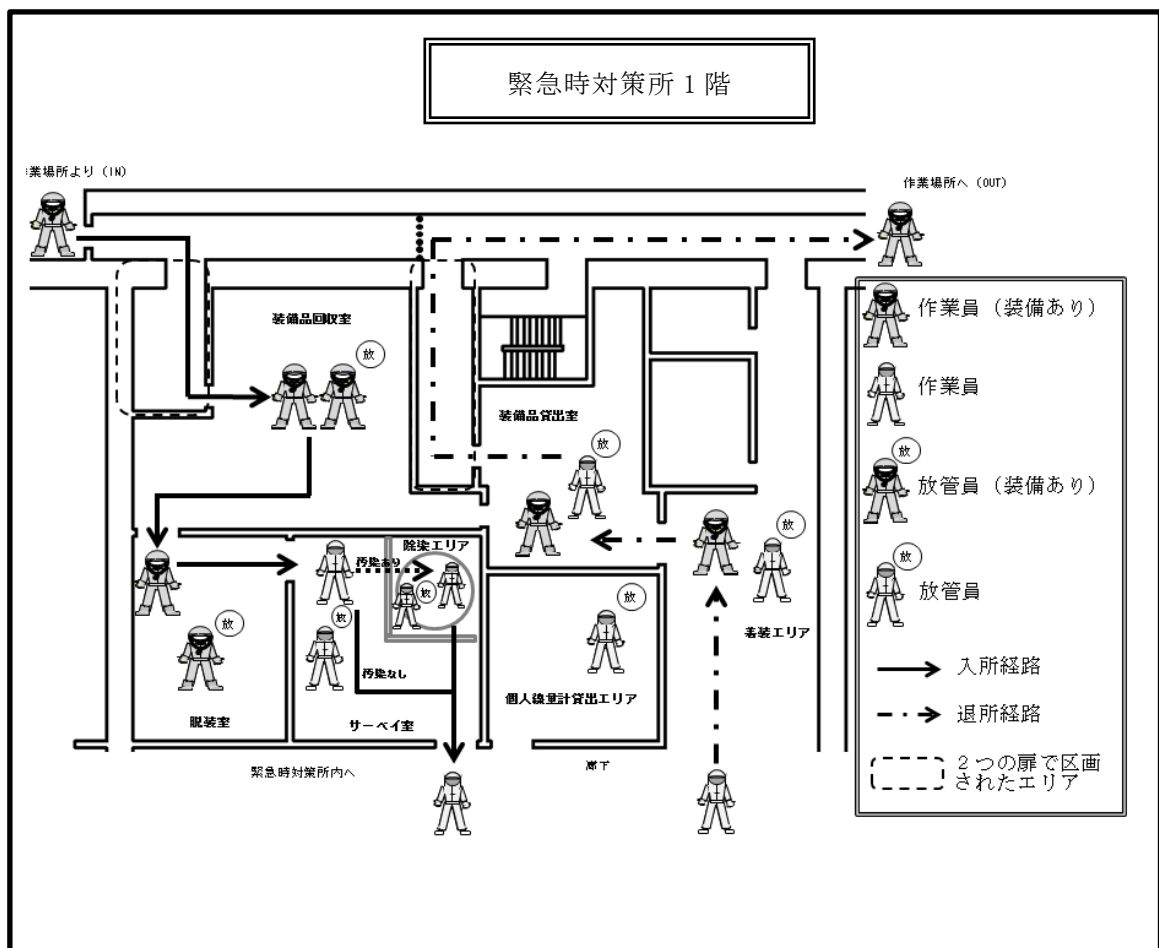 緊急時対策所1階
業場所より(IN)
作業場所へ(OUT)
装備品回収室
放
装備品貸出室
放
除染エリア
汚染あり
放
放
放
放
放
着装エリア
汚染なし
個人線量計貸出エリア
脱装室
サーベイ室
緊急時対策所内へ
廊下
作業員(装備あり)
作業員
放
放管員(装備あり)
放
放管員
入所経路
退所経路
2つの扉で区画
されたエリア